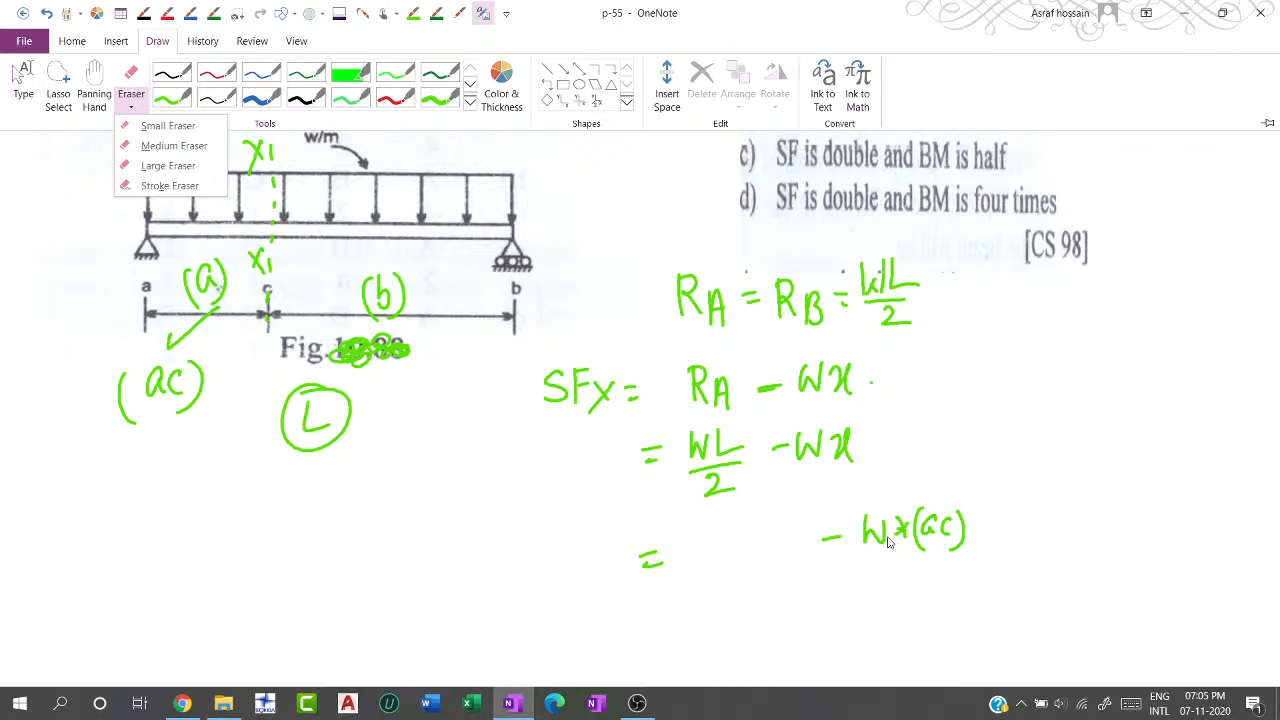 p-55 - OneNote
Asraf hossain
File Home Insert Draw History Review View
Type
Lasso Select
Panning Hand
Eraser
Color & Thickness
Insert Space
Delete
Arrange
Rotate
Ink to Text
Ink to Math
Tools
Shapes
Edit
Convert
Small Eraser
Medium Eraser
Large Eraser
Stroke Eraser
w/m
X
X
(a)
(b)
a c b
Fig.
(ac)
L
c) SF is double and BM is half
d) SF is double and BM is four times
[CS 98]
RA = RB = WL/2
SFx = RA - Wx
= WL/2 - Wx
= - W*(ac)
ENG
INTL
07:05 PM
07-11-2020